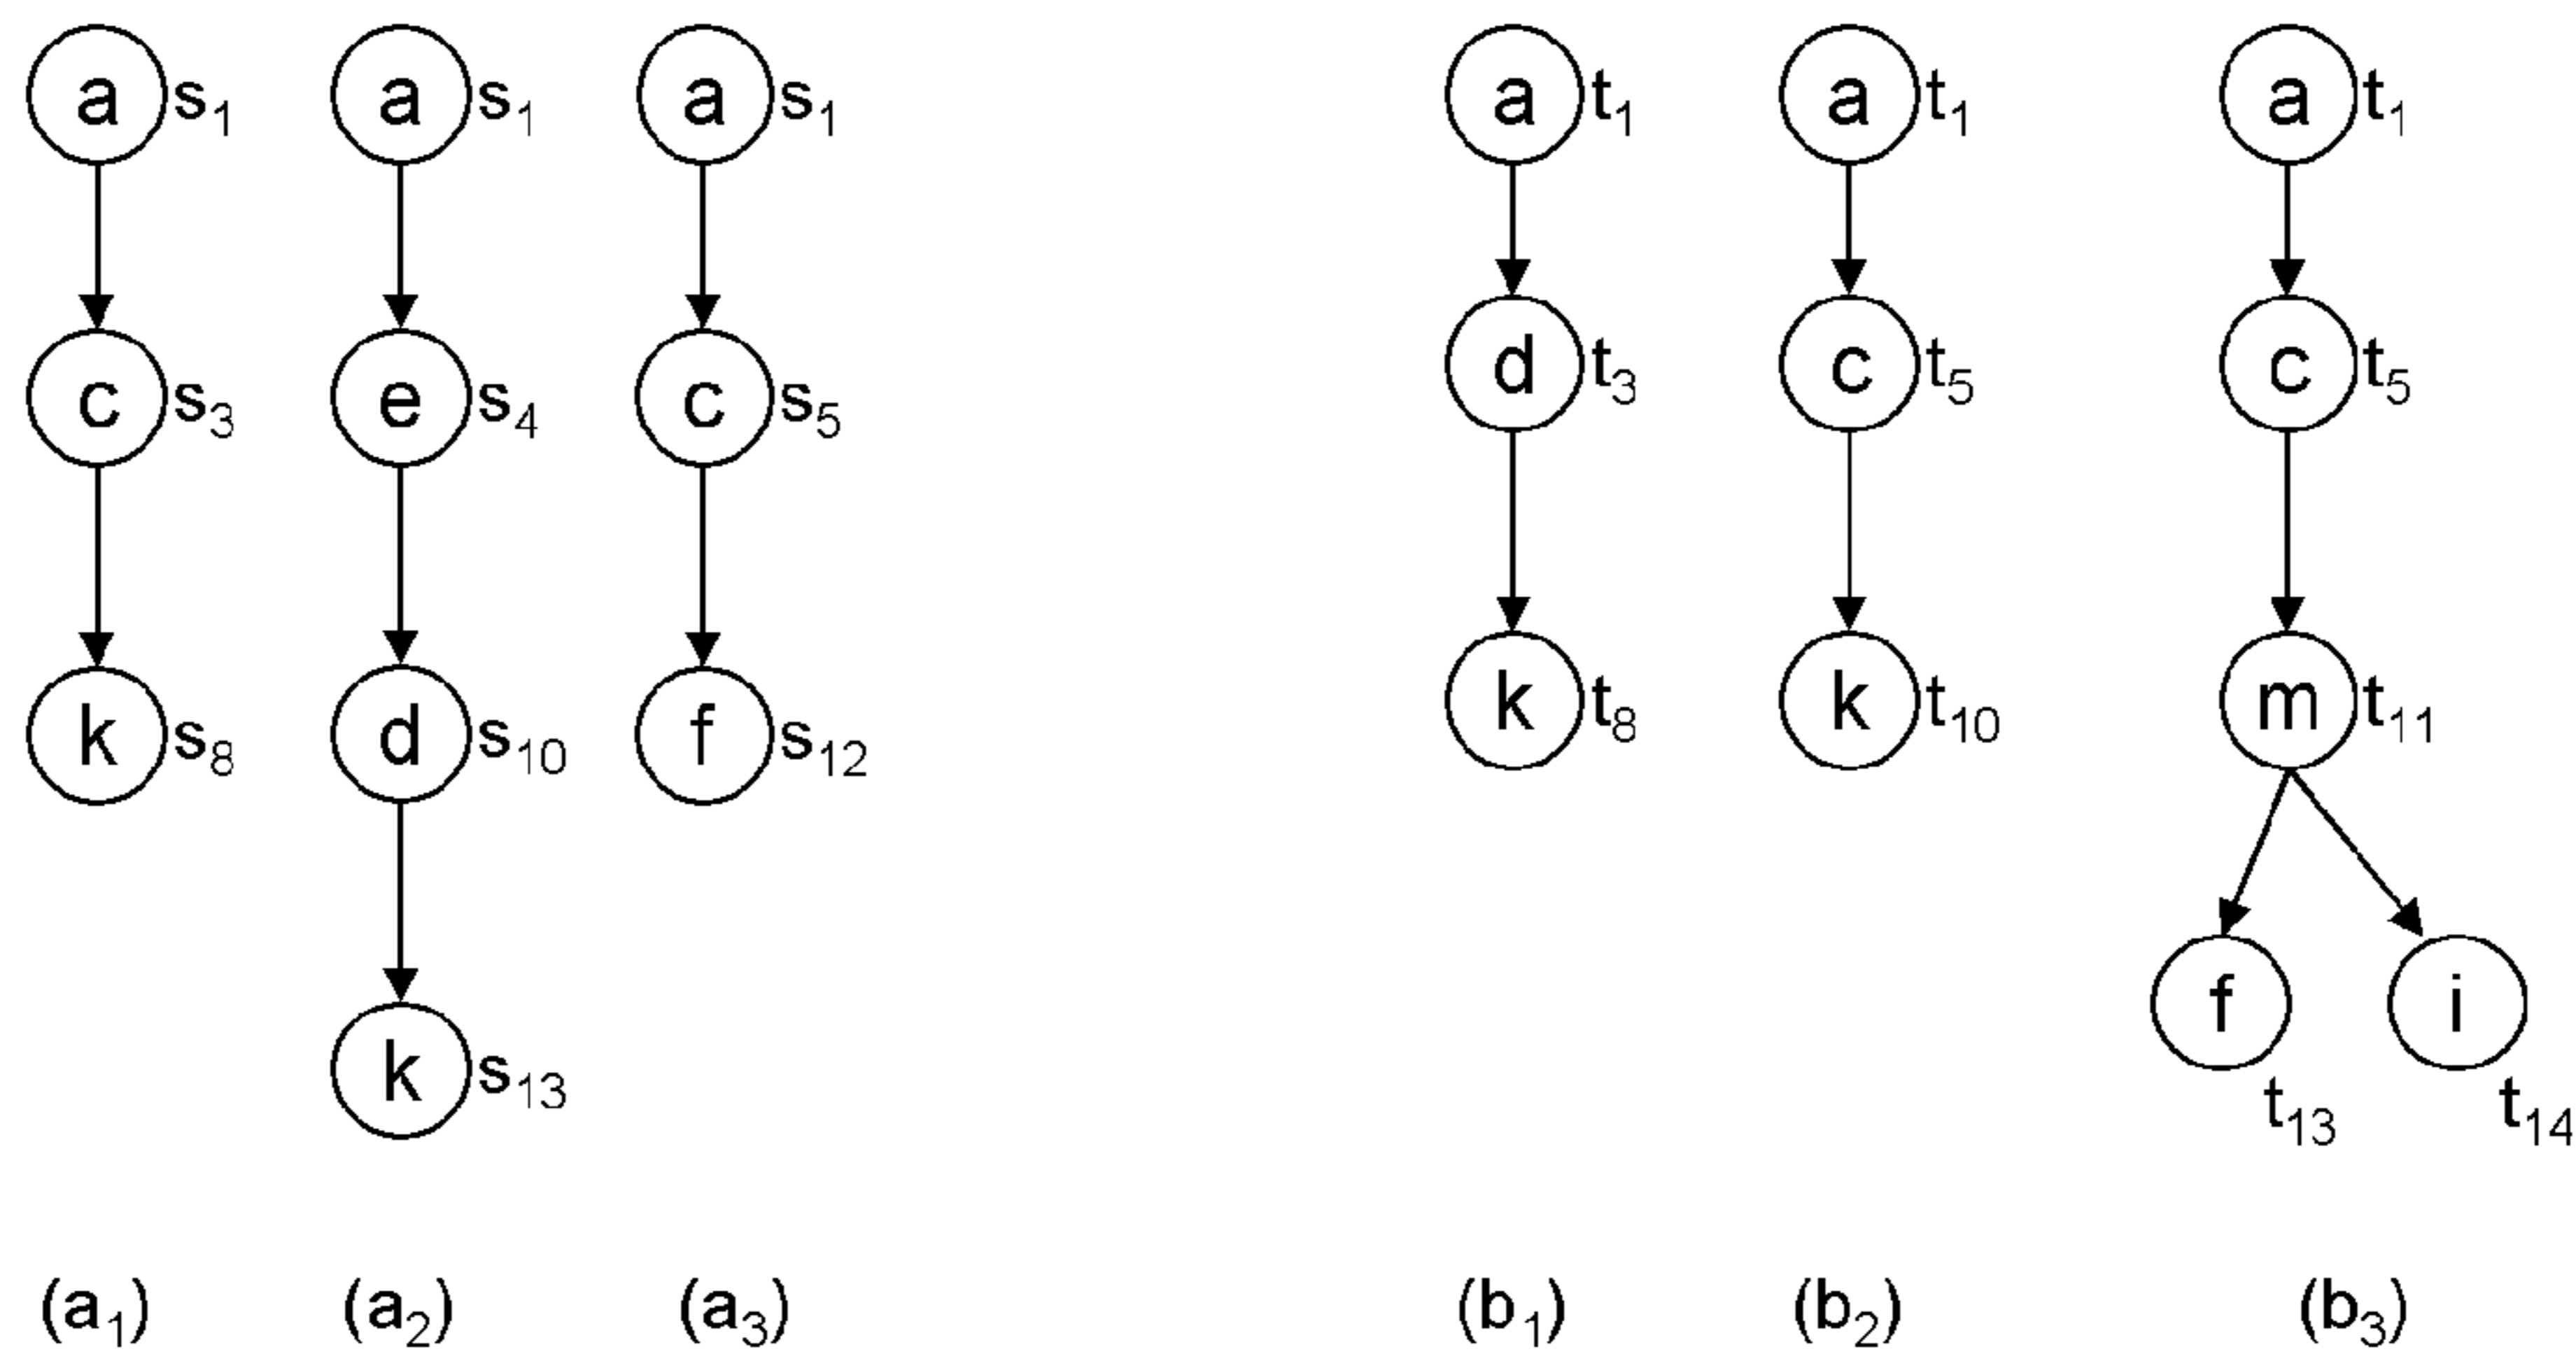 a s₁ a s₁ a s₁ a t₁ a t₁ a t₁
c s₃ e s₄ c s₅ d t₃ c t₅ c t₅
k s₈ d s₁₀ f s₁₂ k t₈ k t₁₀ m t₁₁
k s₁₃ f t₁₃ i t₁₄
(a₁) (a₂) (a₃) (b₁) (b₂) (b₃)